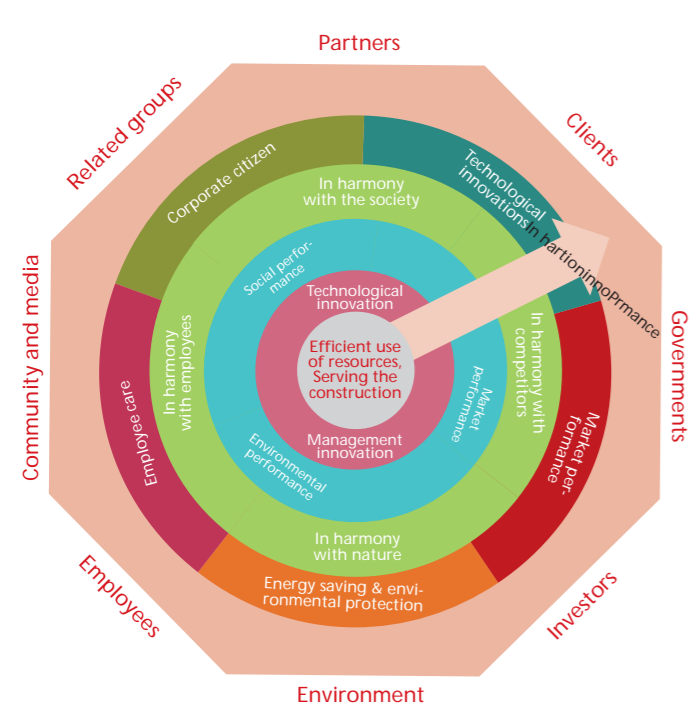 Partners
Related groups
Clients
Corporate citizen
Technological
innovations
In harmony
with the society
In hartioninnoPrmance
Social perfor-
mance
Technological
innovation
Community and media
Governments
Efficient use
of resources,
Serving the
construction
In harmony
with employees
In harmony with
competitors
Employee care
Market
performance
Market per-
formance
Management
innovation
Environmental
performance
In harmony
with nature
Energy saving & envi-
ronmental protection
Employees
Investors
Environment